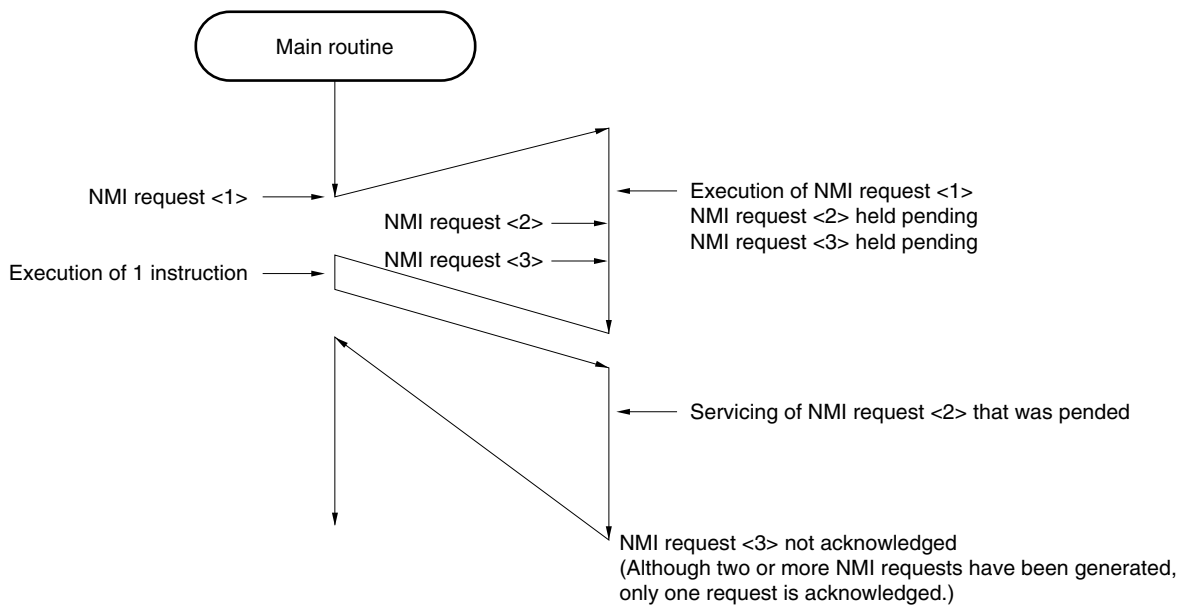 Main routine
NMI request <1>
Execution of NMI request <1>
NMI request <2> held pending
NMI request <3> held pending
NMI request <2>
NMI request <3>
Execution of 1 instruction
Servicing of NMI request <2> that was pended
NMI request <3> not acknowledged
(Although two or more NMI requests have been generated,
only one request is acknowledged.)